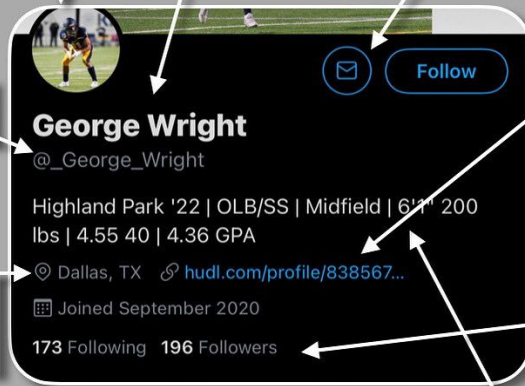 Follow
George Wright
@_George_Wright
Highland Park '22 | OLB/SS | Midfield | 6'1" 200
lbs | 4.55 40 | 4.36 GPA
Dallas, TX hudl.com/profile/838567...
Joined September 2020
173 Following 196 Followers